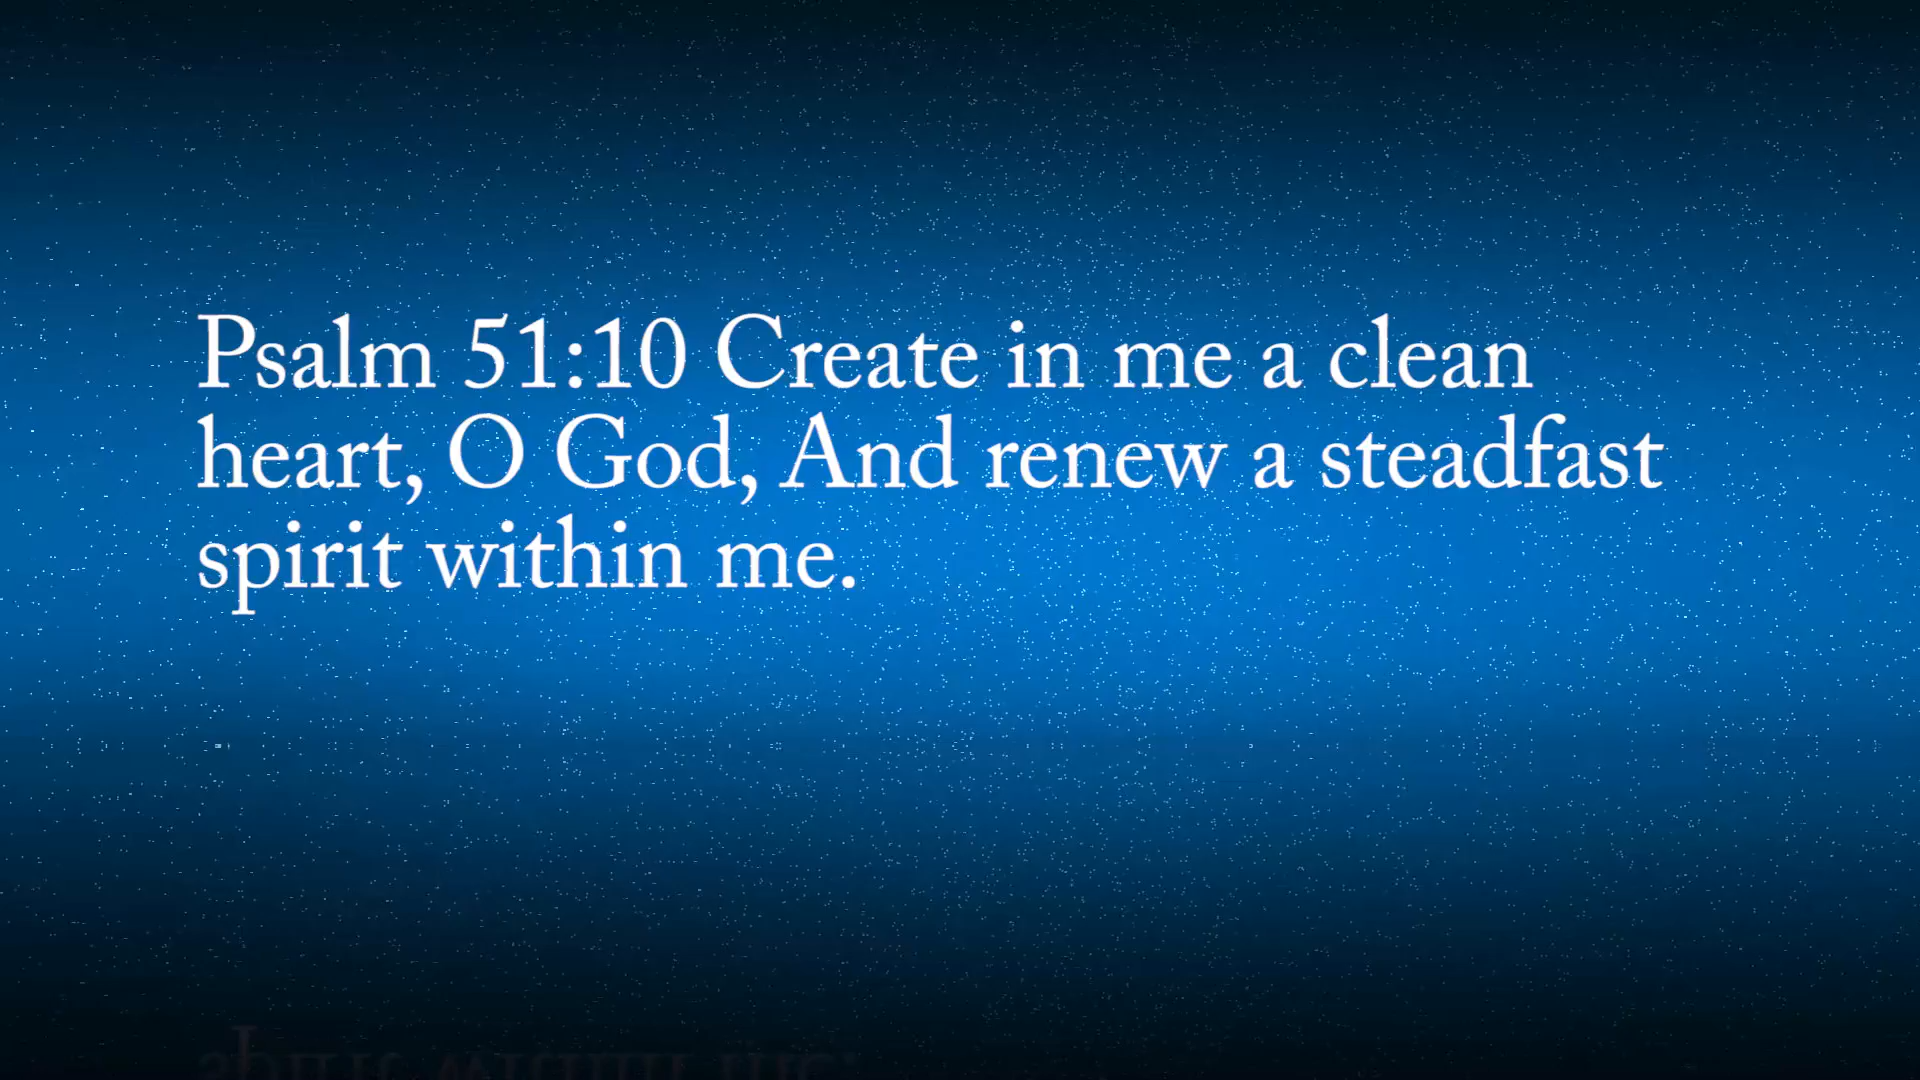 Psalm 51:10 Create in me a clean
heart, O God, And renew a steadfast
spirit within me.